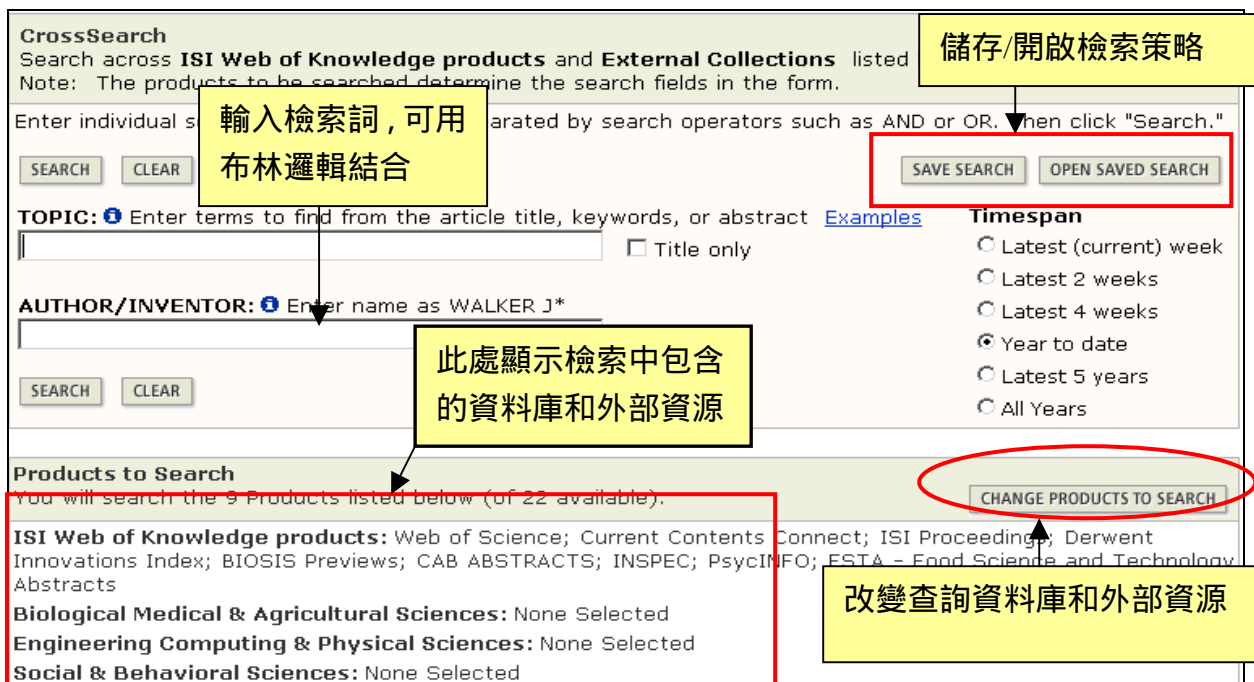 CrossSearch
Search across ISI Web of Knowledge products and External Collections listed
儲存/開啟檢索策略
Note: The products to be searched determine the search fields in the form.
輸入檢索詞 , 可用
布林邏輯結合
Enter individual arated by search operators such as AND or OR. Then click "Search."
SEARCH CLEAR SAVE SEARCH OPEN SAVED SEARCH
TOPIC: Enter terms to find from the article title, keywords, or abstract Examples
Title only
AUTHOR/INVENTOR: Enter name as WALKER J*
SEARCH CLEAR
Timespan
Latest (current) week
Latest 2 weeks
Latest 4 weeks
Year to date
Latest 5 years
All Years
此處顯示檢索中包含
的資料庫和外部資源
Products to Search
You will search the 9 Products listed below (of 22 available).
CHANGE PRODUCTS TO SEARCH
ISI Web of Knowledge products: Web of Science; Current Contents Connect; ISI Proceedings; Derwent
Innovations Index; BIOSIS Previews; CAB ABSTRACTS; INSPEC; PsycINFO; FSTA - Food Science and Technology
Abstracts
改變查詢資料庫和外部資源
Biological Medical & Agricultural Sciences: None Selected
Engineering Computing & Physical Sciences: None Selected
Social & Behavioral Sciences: None Selected